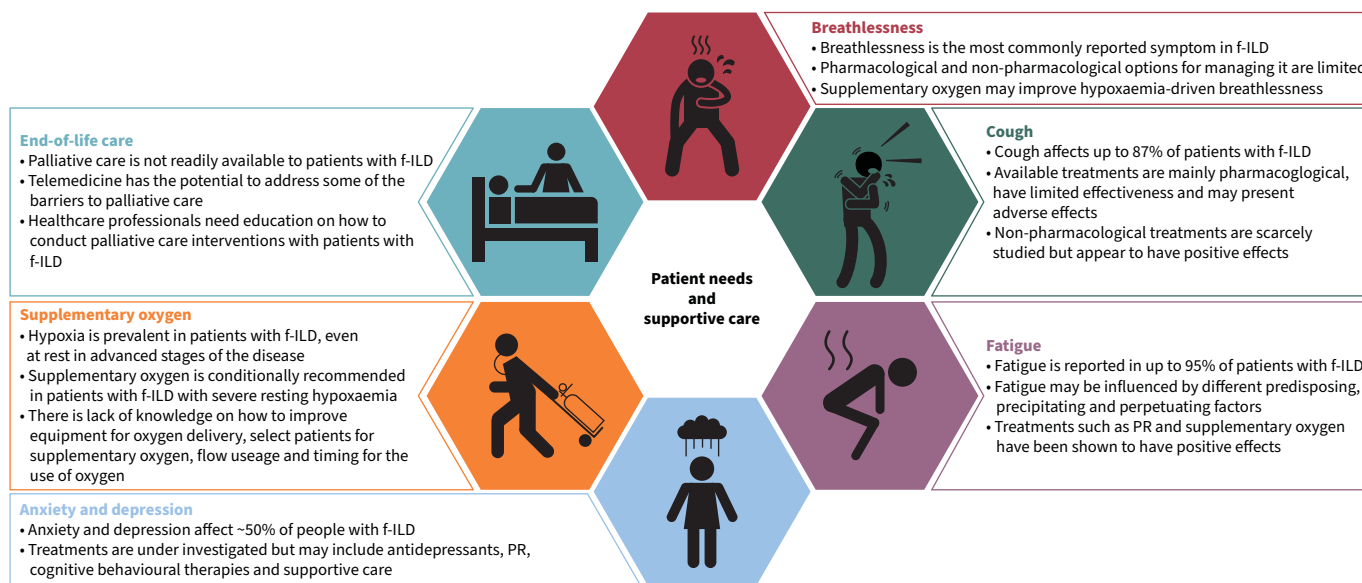 Breathlessness
• Breathlessness is the most commonly reported symptom in f-ILD
• Pharmacological and non-pharmacological options for managing it are limited
• Supplementary oxygen may improve hypoxaemia-driven breathlessness
End-of-life care
• Palliative care is not readily available to patients with f-ILD
• Telemedicine has the potential to address some of the
barriers to palliative care
• Healthcare professionals need education on how to
conduct palliative care interventions with patients with
f-ILD
Cough
• Cough affects up to 87% of patients with f-ILD
• Available treatments are mainly pharmacoglogical,
have limited effectiveness and may present
adverse effects
• Non-pharmacological treatments are scarcely
studied but appear to have positive effects
Patient needs
and
supportive care
Supplementary oxygen
• Hypoxia is prevalent in patients with f-ILD, even
at rest in advanced stages of the disease
• Supplementary oxygen is conditionally recommended
in patients with f-ILD with severe resting hypoxaemia
• There is lack of knowledge on how to improve
equipment for oxygen delivery, select patients for
supplementary oxygen, flow useage and timing for the
use of oxygen
Fatigue
• Fatigue is reported in up to 95% of patients with f-ILD
• Fatigue may be influenced by different predisposing,
precipitating and perpetuating factors
• Treatments such as PR and supplementary oxygen
have been shown to have positive effects
Anxiety and depression
• Anxiety and depression affect ~50% of people with f-ILD
• Treatments are under investigated but may include antidepressants, PR,
cognitive behavioural therapies and supportive care